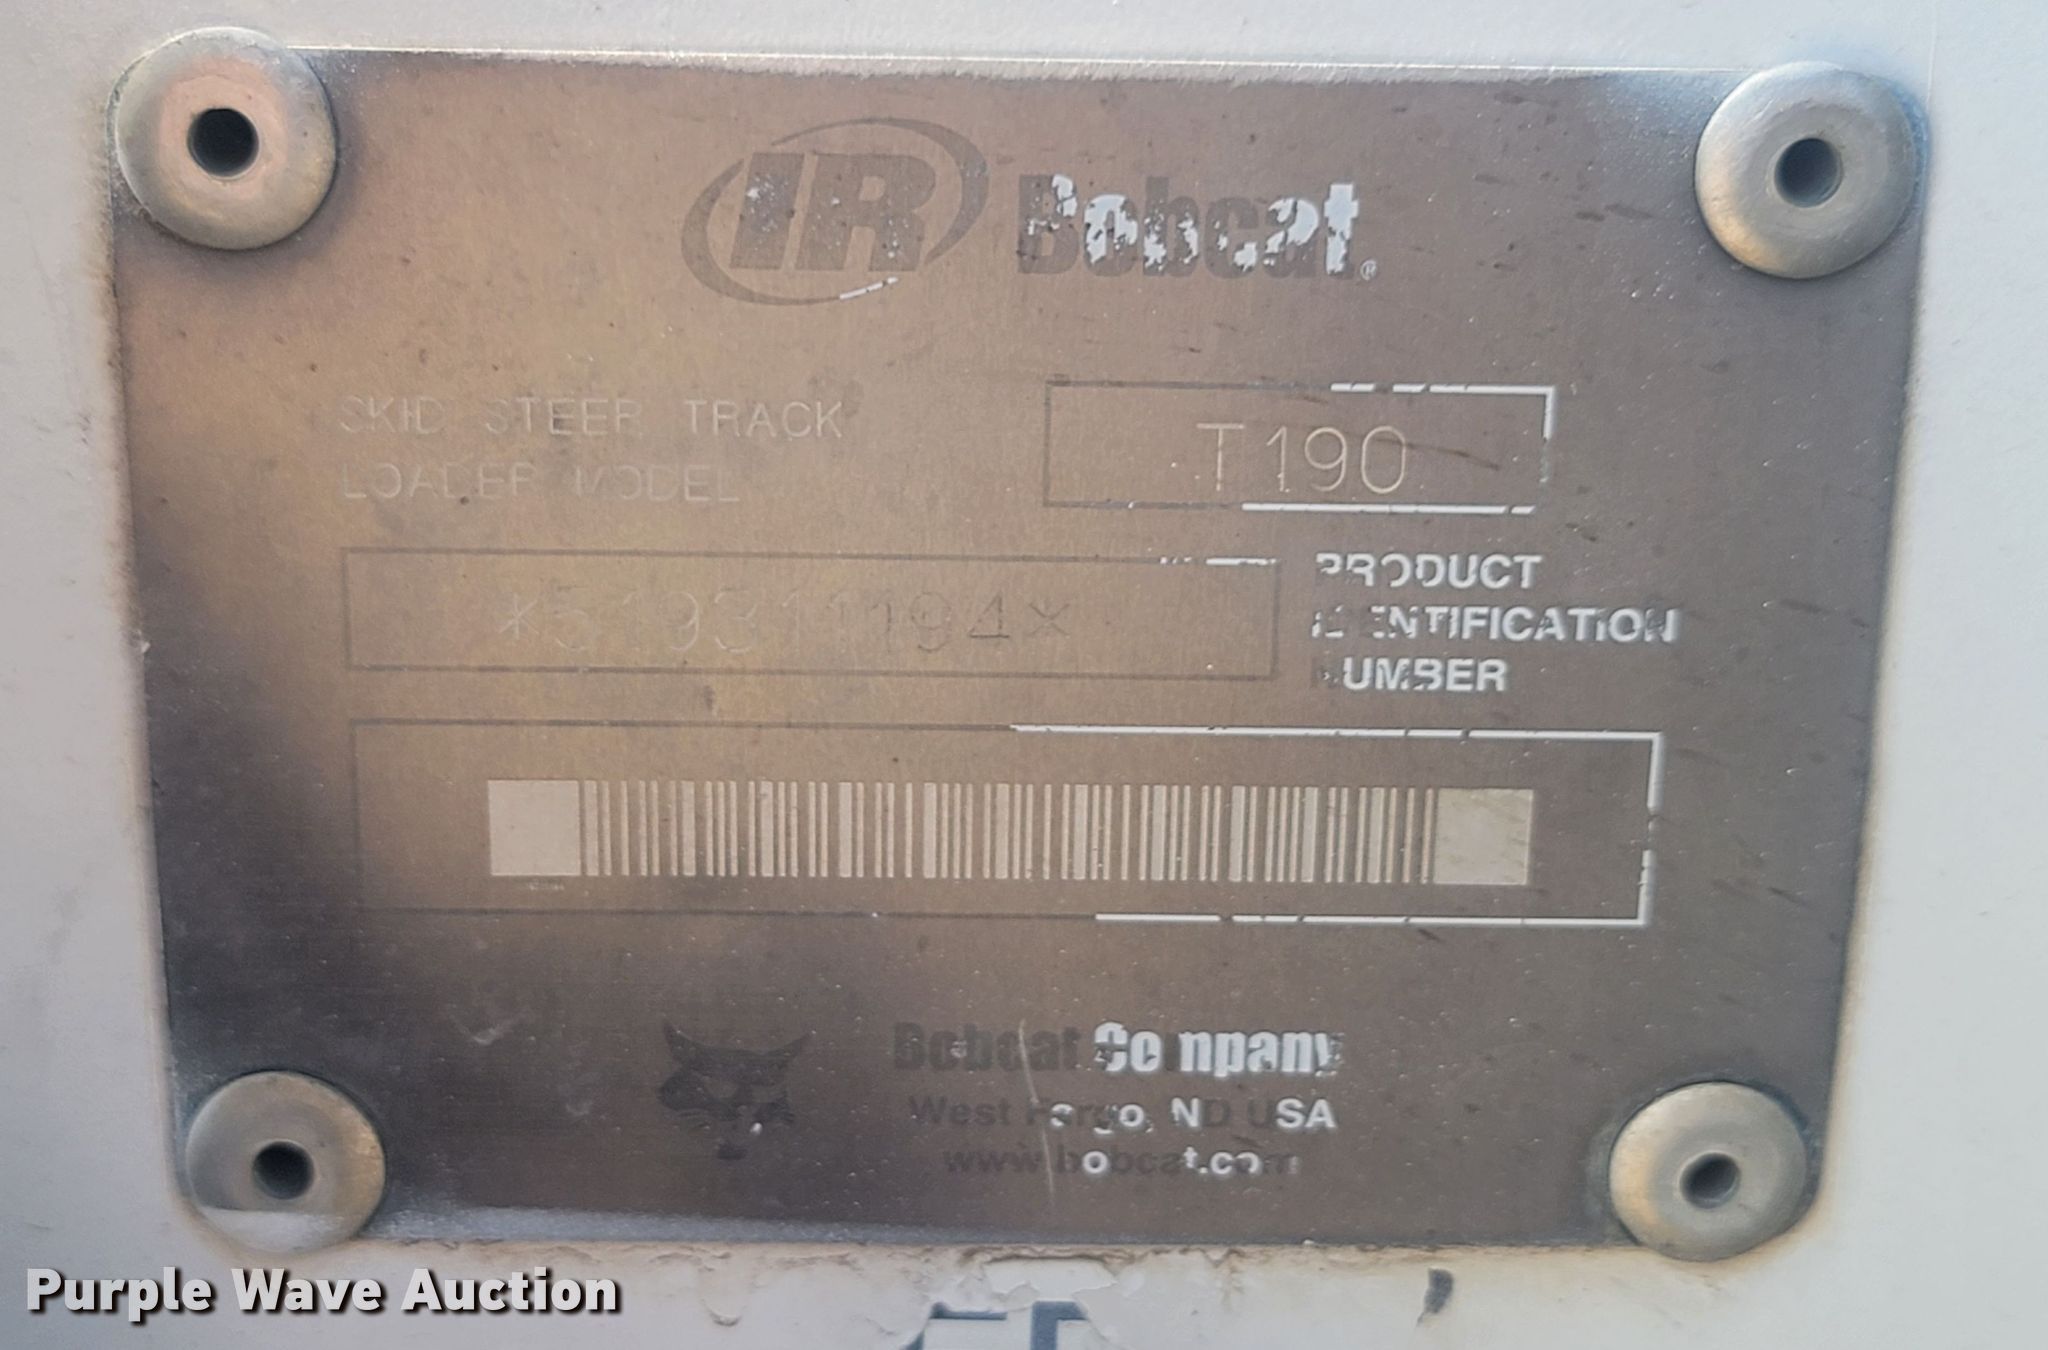 IR Bobcat®
SKID STEER TRACK
LOADER MODEL
T190
*519311194*
PRODUCT
IDENTIFICATION
NUMBER
Bobcat Company
West Fargo, ND USA
www.bobcat.com
Purple Wave Auction